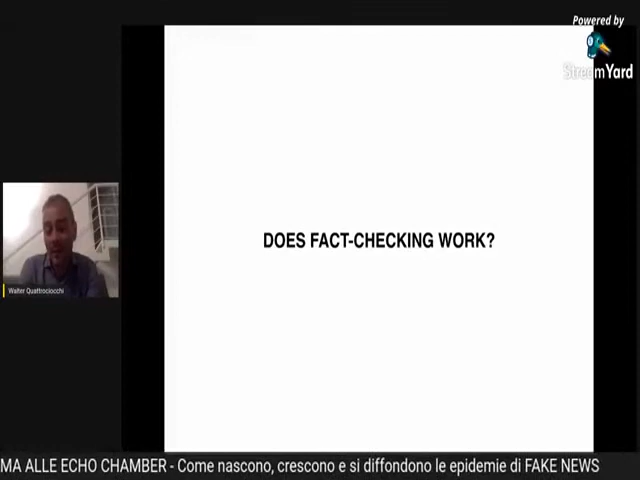 Powered by
StreamYard
DOES FACT-CHECKING WORK?
Walter Quattrociocchi
MA ALLE ECHO CHAMBER - Come nascono, crescono e si diffondono le epidemie di FAKE NEWS